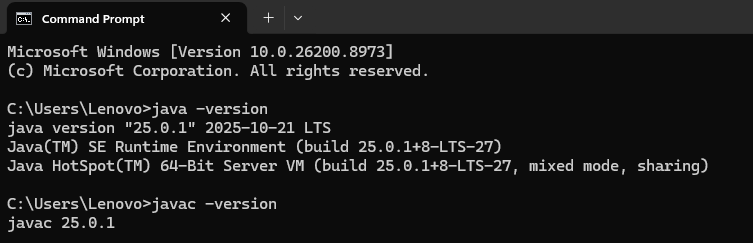 Command Prompt
Microsoft Windows [Version 10.0.26200.8973]
(c) Microsoft Corporation. All rights reserved.
C:\Users\Lenovo>java -version
java version "25.0.1" 2025-10-21 LTS
Java(TM) SE Runtime Environment (build 25.0.1+8-LTS-27)
Java HotSpot(TM) 64-Bit Server VM (build 25.0.1+8-LTS-27, mixed mode, sharing)
C:\Users\Lenovo>javac -version
javac 25.0.1